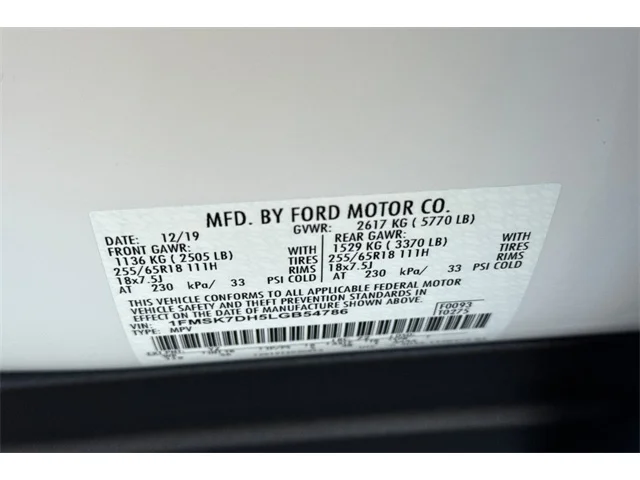 MFD. BY FORD MOTOR CO.
DATE: 12/19 GVWR: 2617 KG ( 5770 LB)
FRONT GAWR: REAR GAWR:
1136 KG ( 2505 LB) WITH 1529 KG ( 3370 LB) WITH
255/65R18 111H TIRES 255/65R18 111H TIRES
18x7.5J RIMS 18x7.5J RIMS
AT 230 kPa/ 33 PSI COLD AT 230 kPa/ 33 PSI COLD
THIS VEHICLE CONFORMS TO ALL APPLICABLE FEDERAL MOTOR
VEHICLE SAFETY AND THEFT PREVENTION STANDARDS IN
EFFECT ON THE DATE OF MANUFACTURE SHOWN ABOVE.
VIN: 1FMSK7DH5LGB54786 F0093
TYPE: MPV T0275